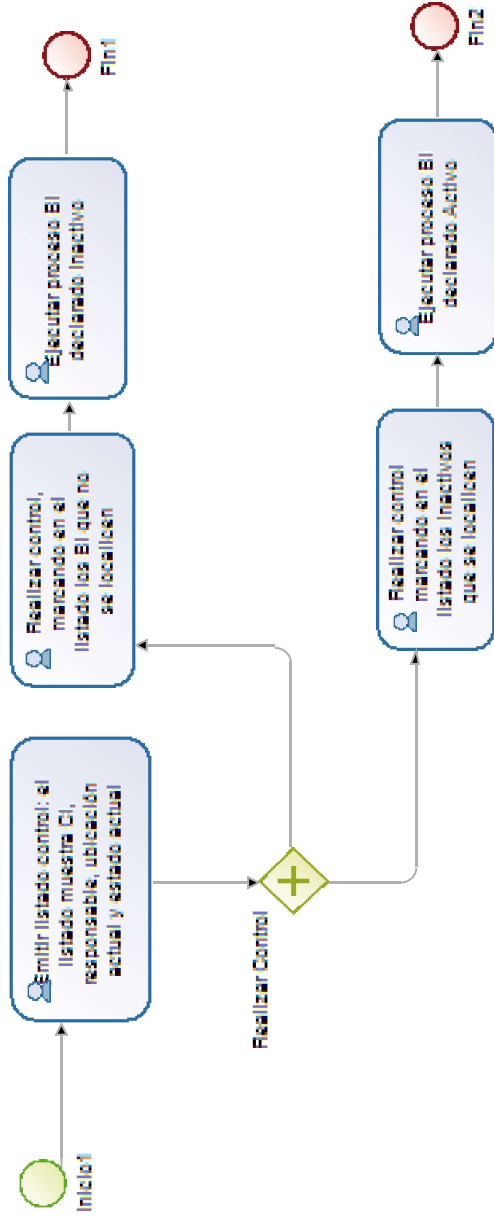 Inicio1
Emitir listado control: el
listado muestra CI,
responsable, ubicación
actual y estado actual
Realizar Control
Realizar control,
marcando en el
listado los BI que no
se localicen
Ejecutar proceso BI
declarado Inactivo
Fin1
Realizar control
marcando en el
listado los Inactivos
que se localicen
Ejecutar proceso BI
declarado Activo
Fin2